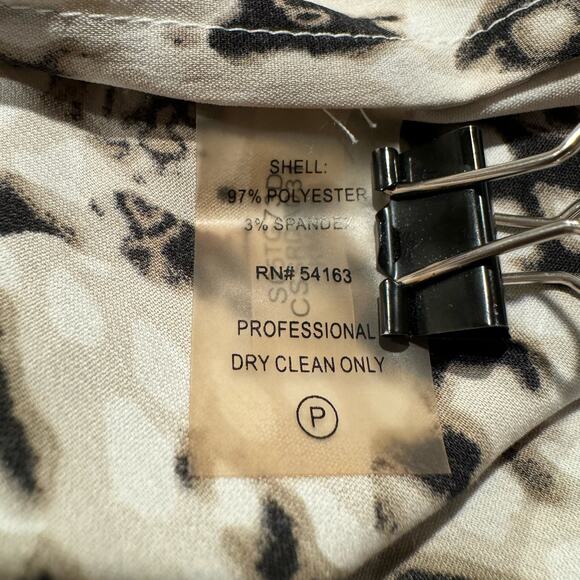 SHELL:
97% POLYESTER
3% SPANDEX
RN# 54163
PROFESSIONAL
DRY CLEAN ONLY
P